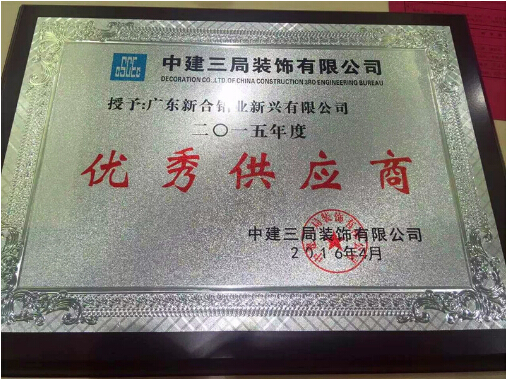 CSCEC
中建三局装饰有限公司
DECORATION CO.,LTD OF CHINA CONSTRUCTION 3RD ENGINEERING BUREAU
授予:广东新合铝业新兴有限公司
二〇一五年度
优秀供应商
中建三局装饰有限公司
2016年4月